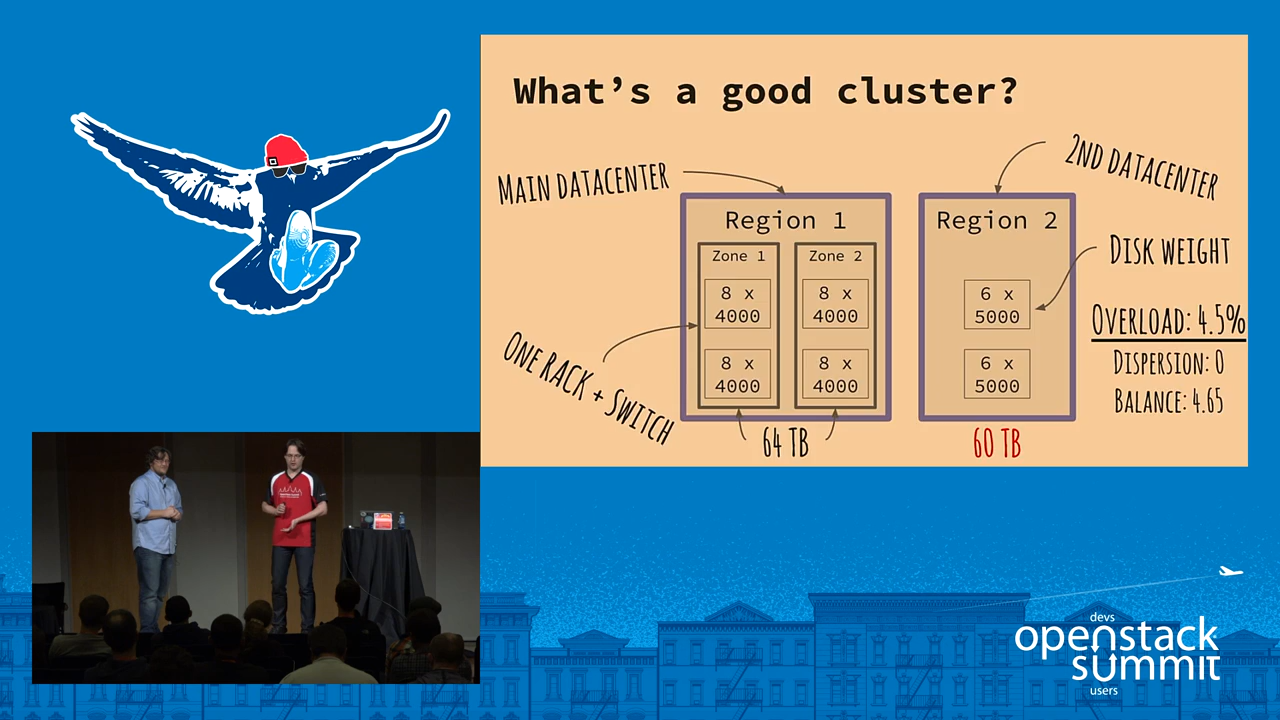 What's a good cluster?
MAIN DATACENTER
2ND DATACENTER
Region 1
Region 2
Zone 1
Zone 2
DISK WEIGHT
8 x
4000
8 x
4000
6 x
5000
8 x
4000
8 x
4000
6 x
5000
ONE RACK + SWITCH
OVERLOAD: 4.5%
DISPERSION: 0
BALANCE: 4.65
64 TB
60 TB
devs
openstack
summit
users